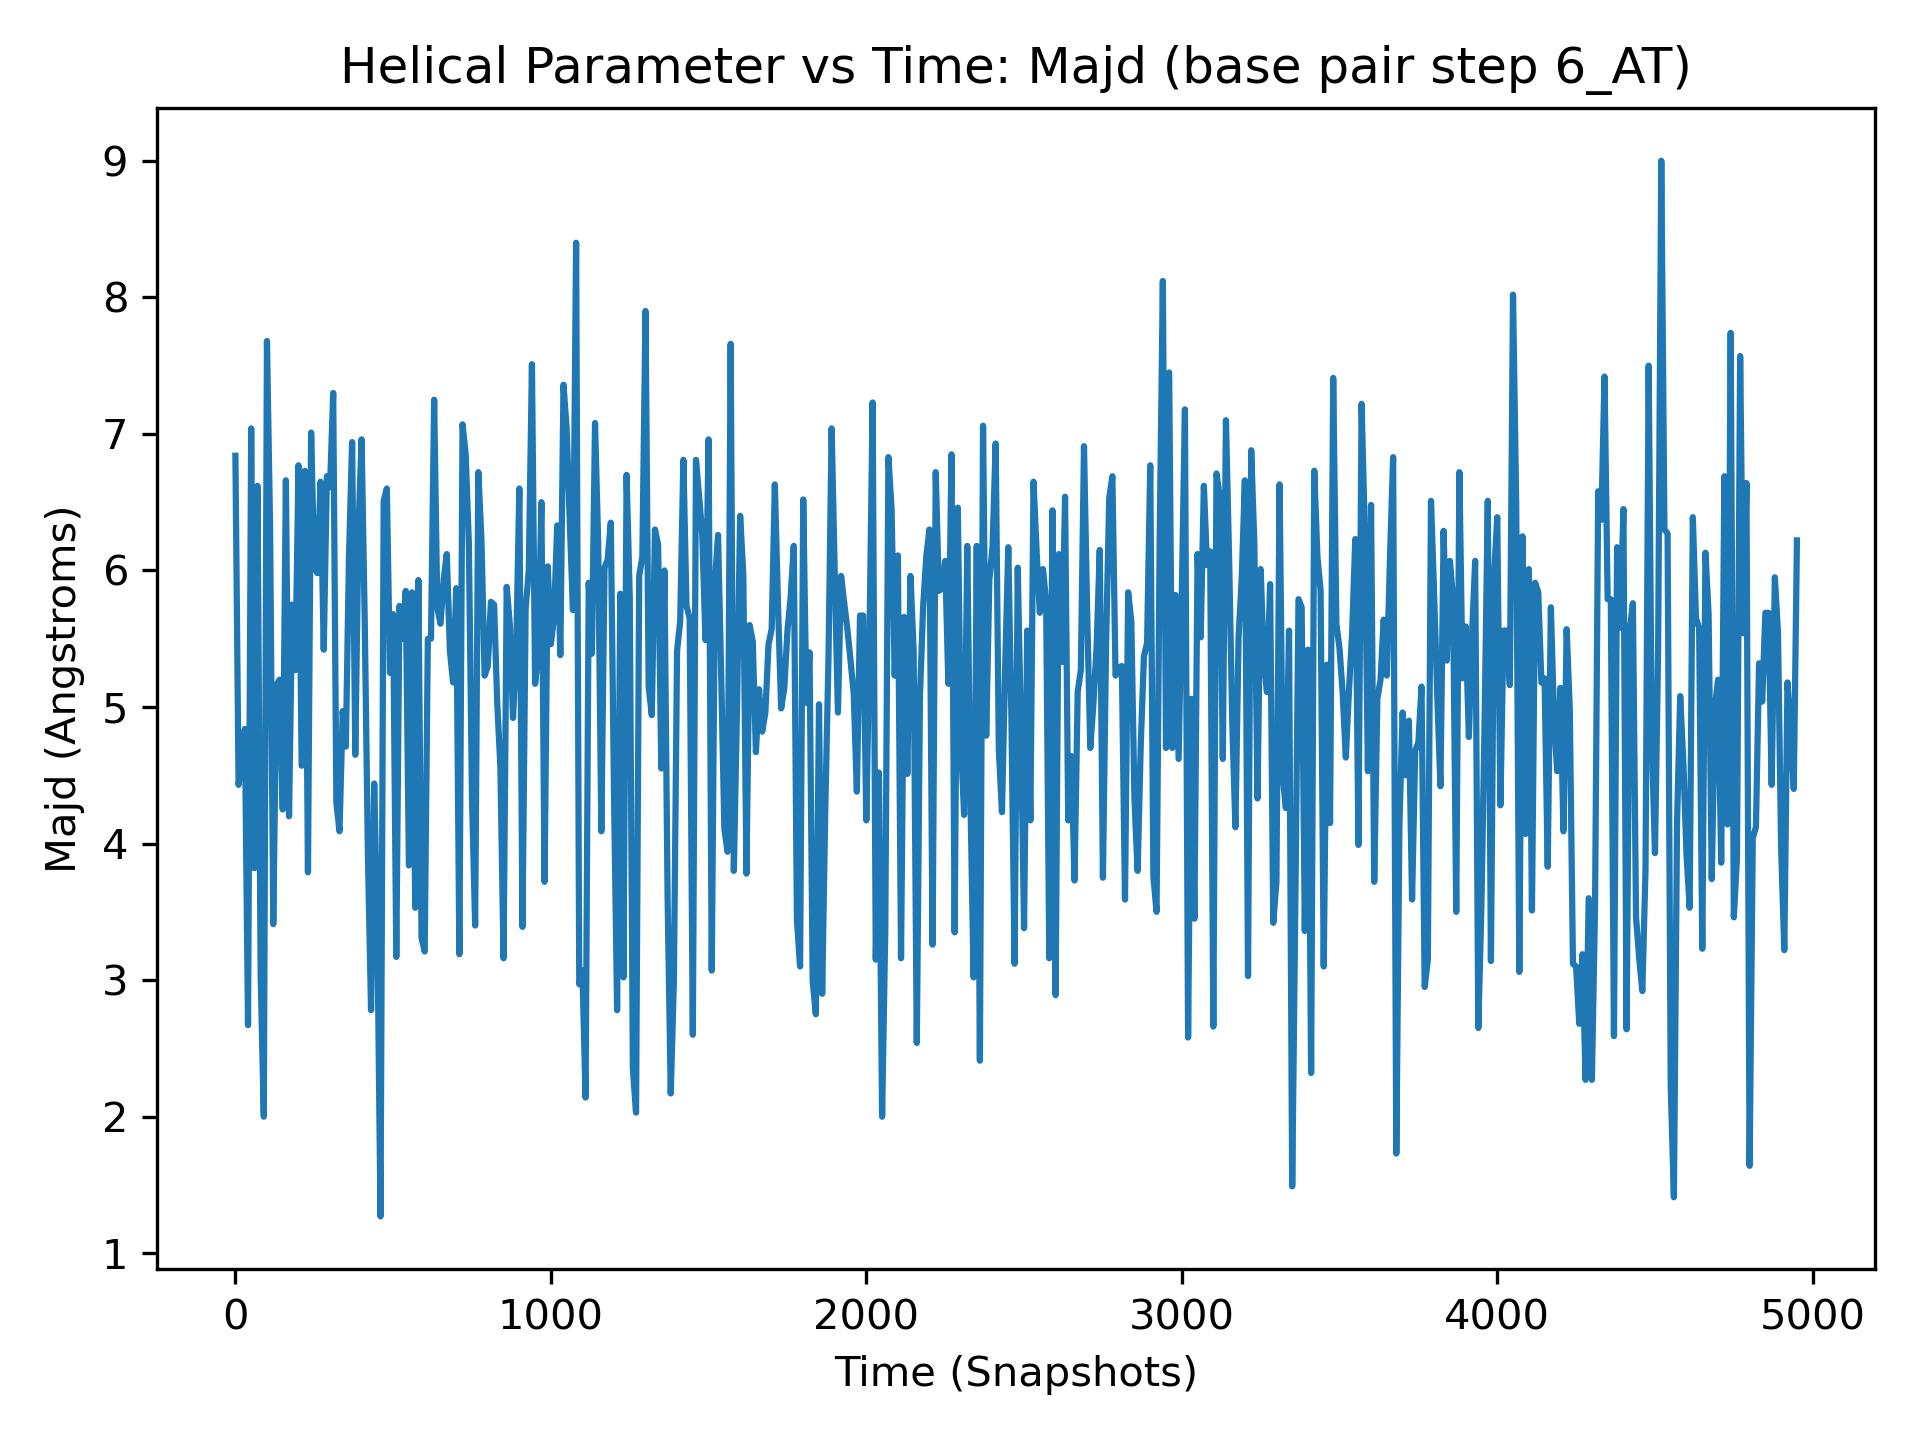 Helical Parameter vs Time: Majd (base pair step 6_AT)
Majd (Angstroms)
9
8
7
6
5
4
3
2
1
0 1000 2000 3000 4000 5000
Time (Snapshots)